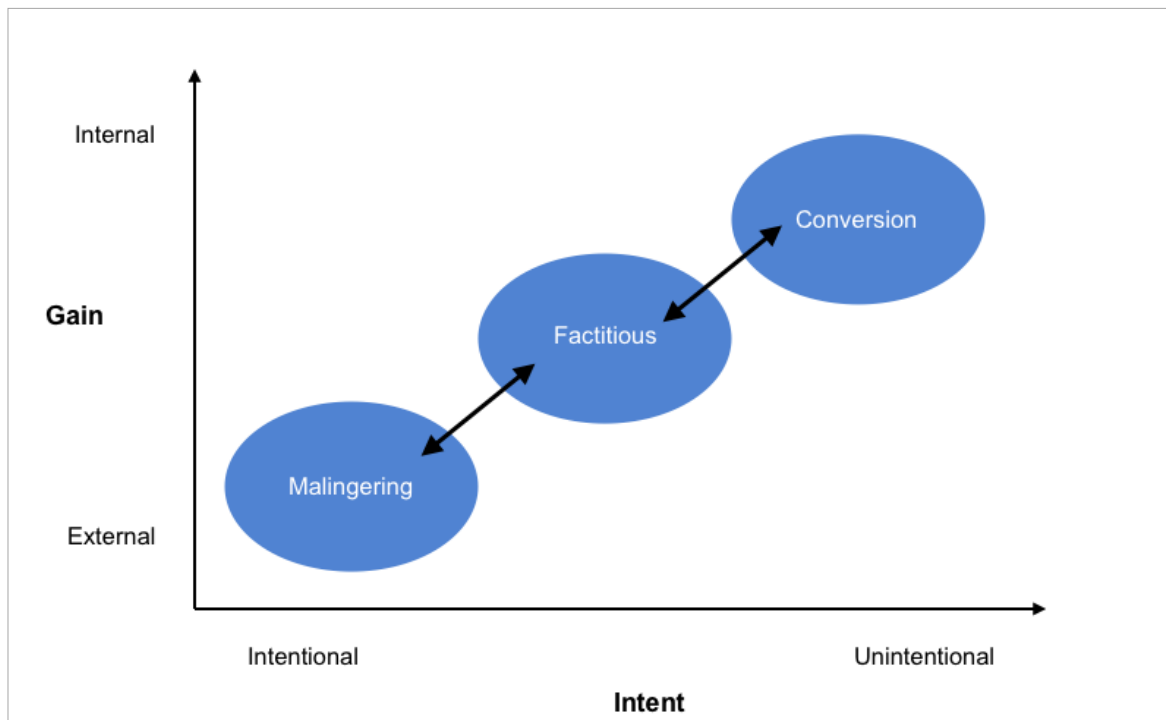 Internal
Conversion
Gain
Factitious
Malingering
External
Intentional
Unintentional
Intent